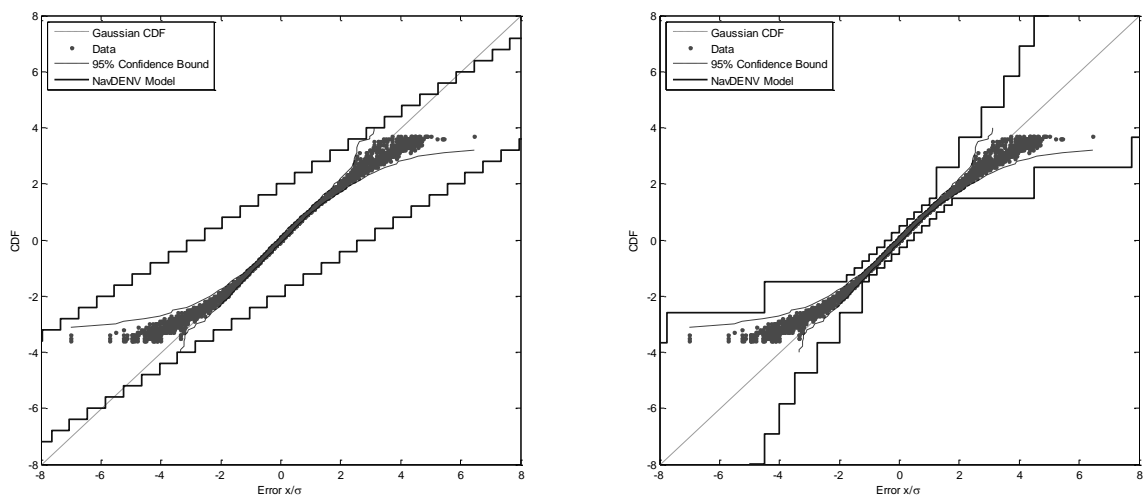 8
6
4
2
0
-2
-4
-6
-8
CDF
Gaussian CDF
Data
95% Confidence Bound
NavDENV Model
-8 -6 -4 -2 0 2 4 6 8
Error x/σ
8
6
4
2
0
-2
-4
-6
-8
CDF
Gaussian CDF
Data
95% Confidence Bound
NavDENV Model
-8 -6 -4 -2 0 2 4 6 8
Error x/σ